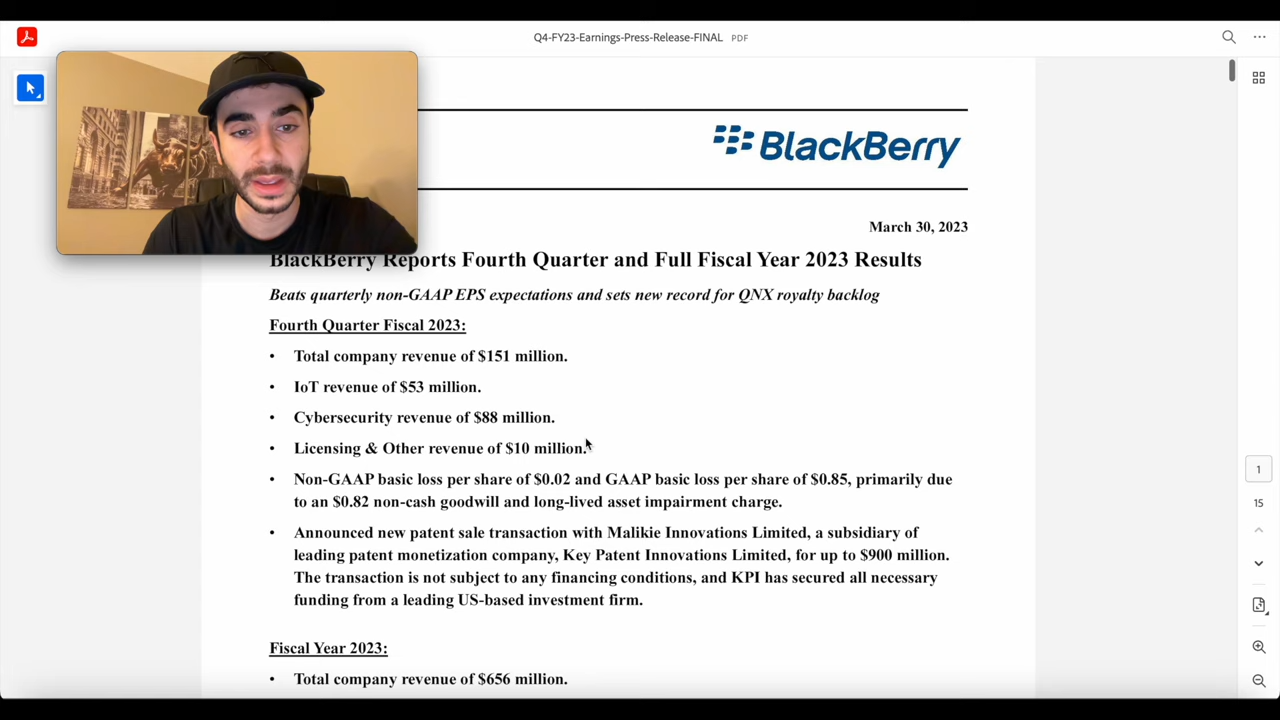 Q4-FY23-Earnings-Press-Release-FINAL PDF
BlackBerry
March 30, 2023
BlackBerry Reports Fourth Quarter and Full Fiscal Year 2023 Results
Beats quarterly non-GAAP EPS expectations and sets new record for QNX royalty backlog
Fourth Quarter Fiscal 2023:
• Total company revenue of $151 million.
• IoT revenue of $53 million.
• Cybersecurity revenue of $88 million.
• Licensing & Other revenue of $10 million.
• Non-GAAP basic loss per share of $0.02 and GAAP basic loss per share of $0.85, primarily due
to an $0.82 non-cash goodwill and long-lived asset impairment charge.
• Announced new patent sale transaction with Malikie Innovations Limited, a subsidiary of
leading patent monetization company, Key Patent Innovations Limited, for up to $900 million.
The transaction is not subject to any financing conditions, and KPI has secured all necessary
funding from a leading US-based investment firm.
Fiscal Year 2023:
• Total company revenue of $656 million.
1
15